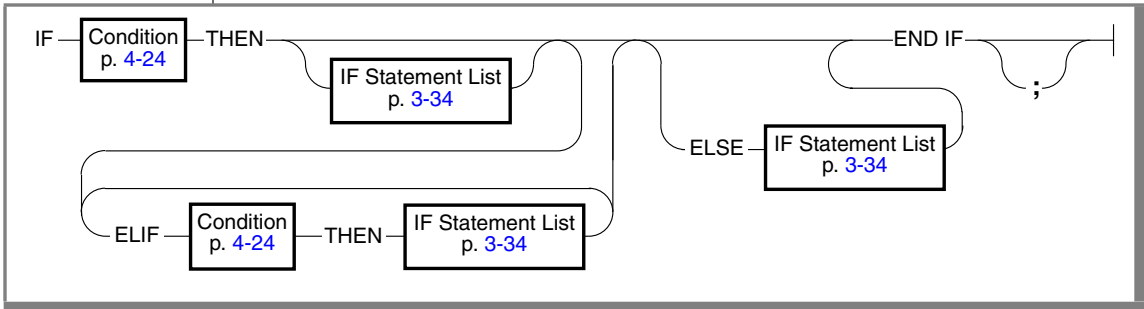 IF
Condition
p. 4-24
THEN
IF Statement List
p. 3-34
END IF
;
ELSE
IF Statement List
p. 3-34
ELIF
Condition
p. 4-24
THEN
IF Statement List
p. 3-34